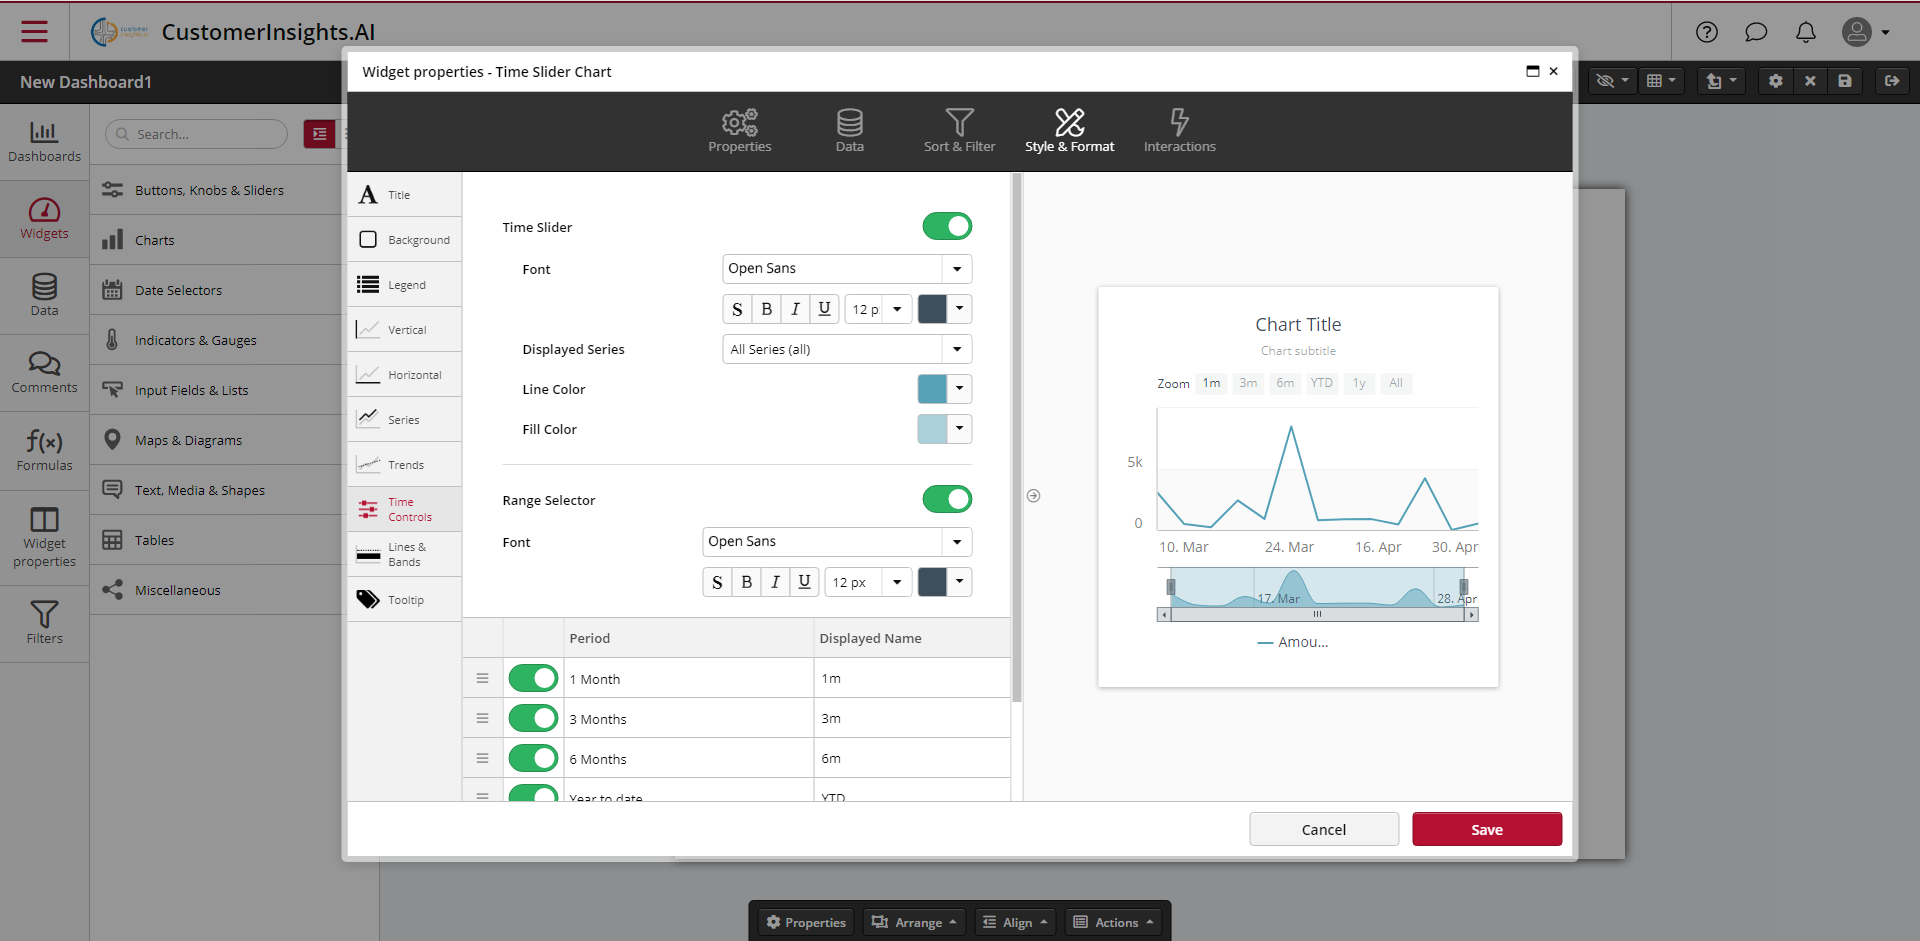 CustomerInsights.AI
New Dashboard1
Widget properties - Time Slider Chart
Properties
Data
Sort & Filter
Style & Format
Interactions
Dashboards
Widgets
Data
Comments
Formulas
Widget
properties
Filters
Search...
Buttons, Knobs & Sliders
Charts
Date Selectors
Indicators & Gauges
Input Fields & Lists
Maps & Diagrams
Text, Media & Shapes
Tables
Miscellaneous
Title
Background
Legend
Vertical
Horizontal
Series
Trends
Time
Controls
Lines &
Bands
Tooltip
Time Slider
Font
Open Sans
S B I U 12 p
Displayed Series
All Series (all)
Line Color
Fill Color
Range Selector
Font
Open Sans
S B I U 12 px
Period Displayed Name
1 Month 1m
3 Months 3m
6 Months 6m
Year to date YTD
Chart Title
Chart subtitle
Zoom 1m 3m 6m YTD 1y All
5k
0
10. Mar 24. Mar 16. Apr 30. Apr
17. Mar 28. Apr
Amou...
Cancel
Save
Properties
Arrange
Align
Actions
f(x)